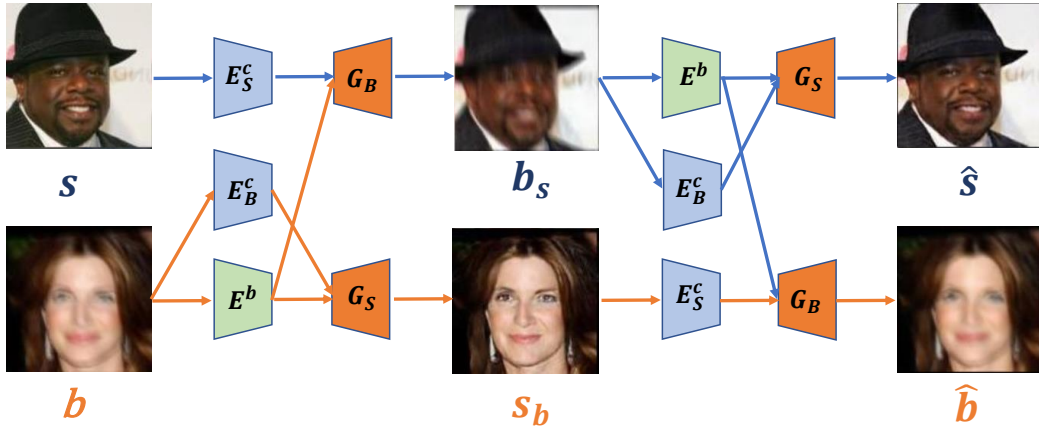 E_S^c G_B E^b G_S
s b_s ŝ
E_B^c E_B^c
E^b G_S E_S^c G_B
b s_b b̂